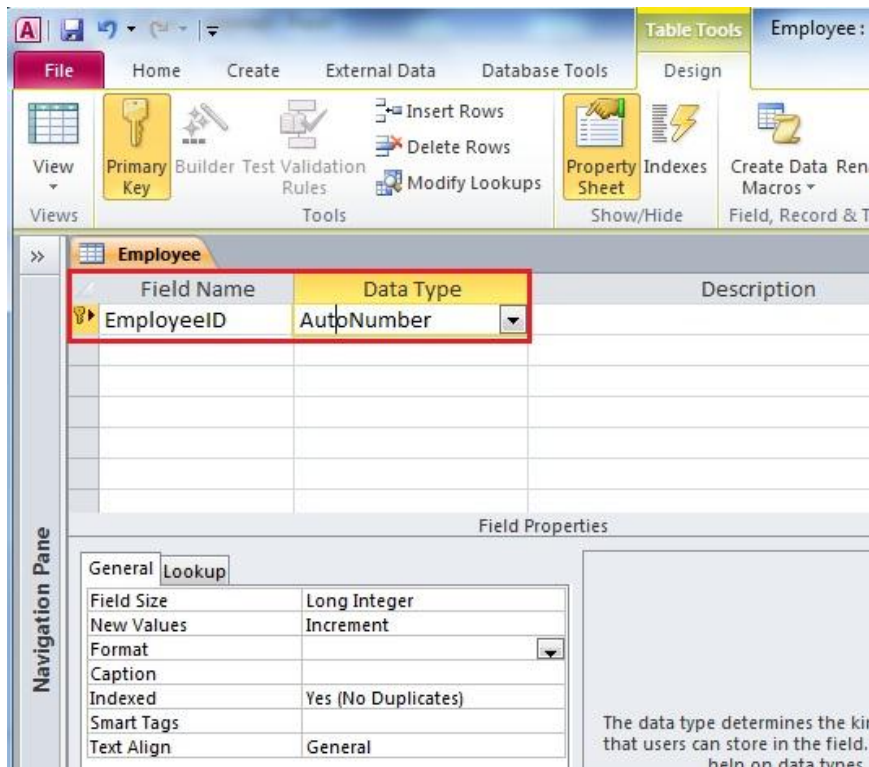 A
Table Tools Employee :
File Home Create External Data Database Tools Design
View
Primary Key
Builder
Test Validation Rules
Insert Rows
Delete Rows
Modify Lookups
Property Sheet
Indexes
Create Data Macros
Views Tools Show/Hide Field, Record &
Employee
Field Name Data Type Description
EmployeeID AutoNumber
Field Properties
Navigation Pane
General Lookup
Field Size Long Integer
New Values Increment
Format
Caption
Indexed Yes (No Duplicates)
Smart Tags
Text Align General
The data type determines the
that users can store in the field.
help on data types